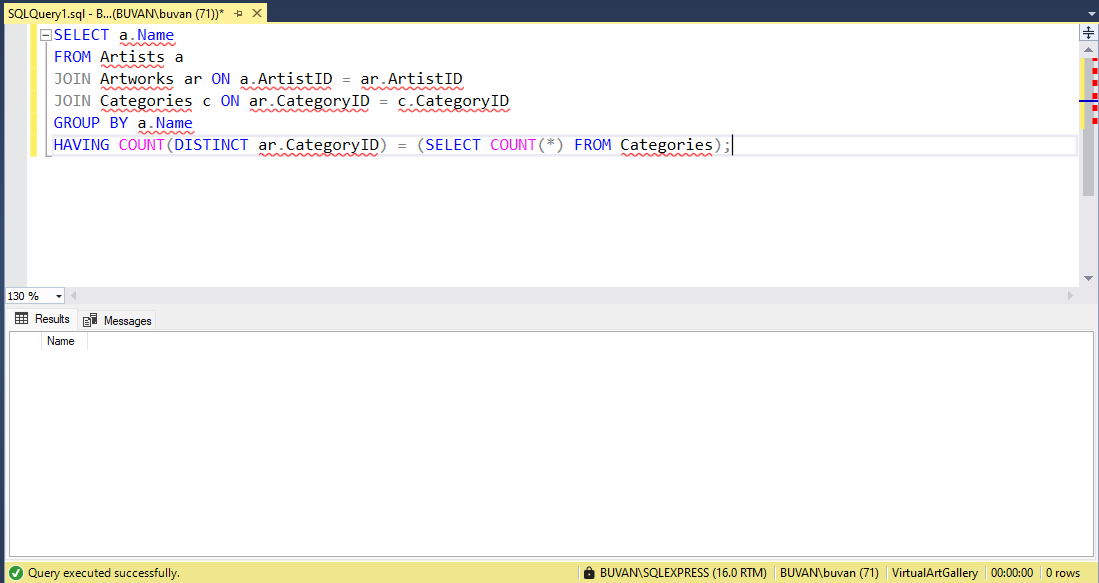 SQLQuery1.sql - B...(BUVAN\buvan (71))*
SELECT a.Name
FROM Artists a
JOIN Artworks ar ON a.ArtistID = ar.ArtistID
JOIN Categories c ON ar.CategoryID = c.CategoryID
GROUP BY a.Name
HAVING COUNT(DISTINCT ar.CategoryID) = (SELECT COUNT(*) FROM Categories);
130 %
Results Messages
Name
Query executed successfully. BUVAN\SQLEXPRESS (16.0 RTM) BUVAN\buvan (71) VirtualArtGallery 00:00:00 0 rows